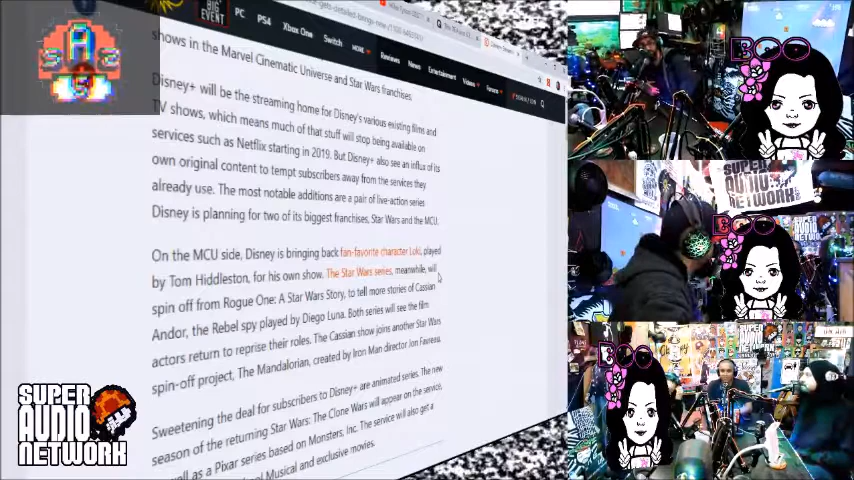 BIG
EVENT
PC
PS4
Xbox One
Switch
MORE
Reviews
News
Entertainment
Videos
Forums
shows in the Marvel Cinematic Universe and Star Wars franchises.
Disney+ will be the streaming home for Disney's various existing films and
TV shows, which means much of that stuff will stop being available on
services such as Netflix starting in 2019. But Disney+ also see an influx of its
own original content to tempt subscribers away from the services they
already use. The most notable additions are a pair of live-action series
Disney is planning for two of its biggest franchises, Star Wars and the MCU.
On the MCU side, Disney is bringing back fan-favorite character Loki, played
by Tom Hiddleston, for his own show. The Star Wars series, meanwhile, will
spin off from Rogue One: A Star Wars Story, to tell more stories of Cassian
Andor, the Rebel spy played by Diego Luna. Both series will see the film
actors return to reprise their roles. The Cassian show joins another Star Wars
spin-off project, The Mandalorian, created by Iron Man director Jon Favreau.
Sweetening the deal for subscribers to Disney+ are animated series. The new
season of the returning Star Wars: The Clone Wars will appear on the service,
well as a Pixar series based on Monsters, Inc. The service will also get a
Musical and exclusive movies.
SUPER
AUDIO
NETWORK
BOO
SUPER
AUDIO
NETWORK
BOO
BOO